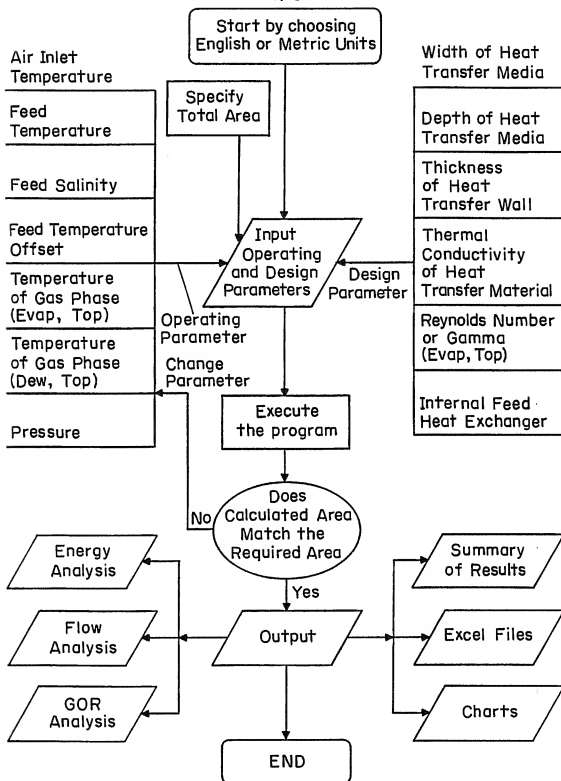 Start by choosing
English or Metric Units
Air Inlet
Temperature
Feed
Temperature
Feed Salinity
Feed Temperature
Offset
Temperature
of Gas Phase
(Evap, Top)
Temperature
of Gas Phase
(Dew, Top)
Pressure
Specify
Total Area
Input
Operating
and Design
Parameters
Operating
Parameter
Change
Parameter
Design
Parameter
Width of Heat
Transfer Media
Depth of Heat
Transfer Media
Thickness
of Heat
Transfer Wall
Thermal
Conductivity
of Heat
Transfer Material
Reynolds Number
or Gamma
(Evap, Top)
Internal Feed
Heat Exchanger
Execute
the program
Does
Calculated Area
Match the
Required Area
No
Yes
Energy
Analysis
Flow
Analysis
GOR
Analysis
Output
Summary
of Results
Excel Files
Charts
END